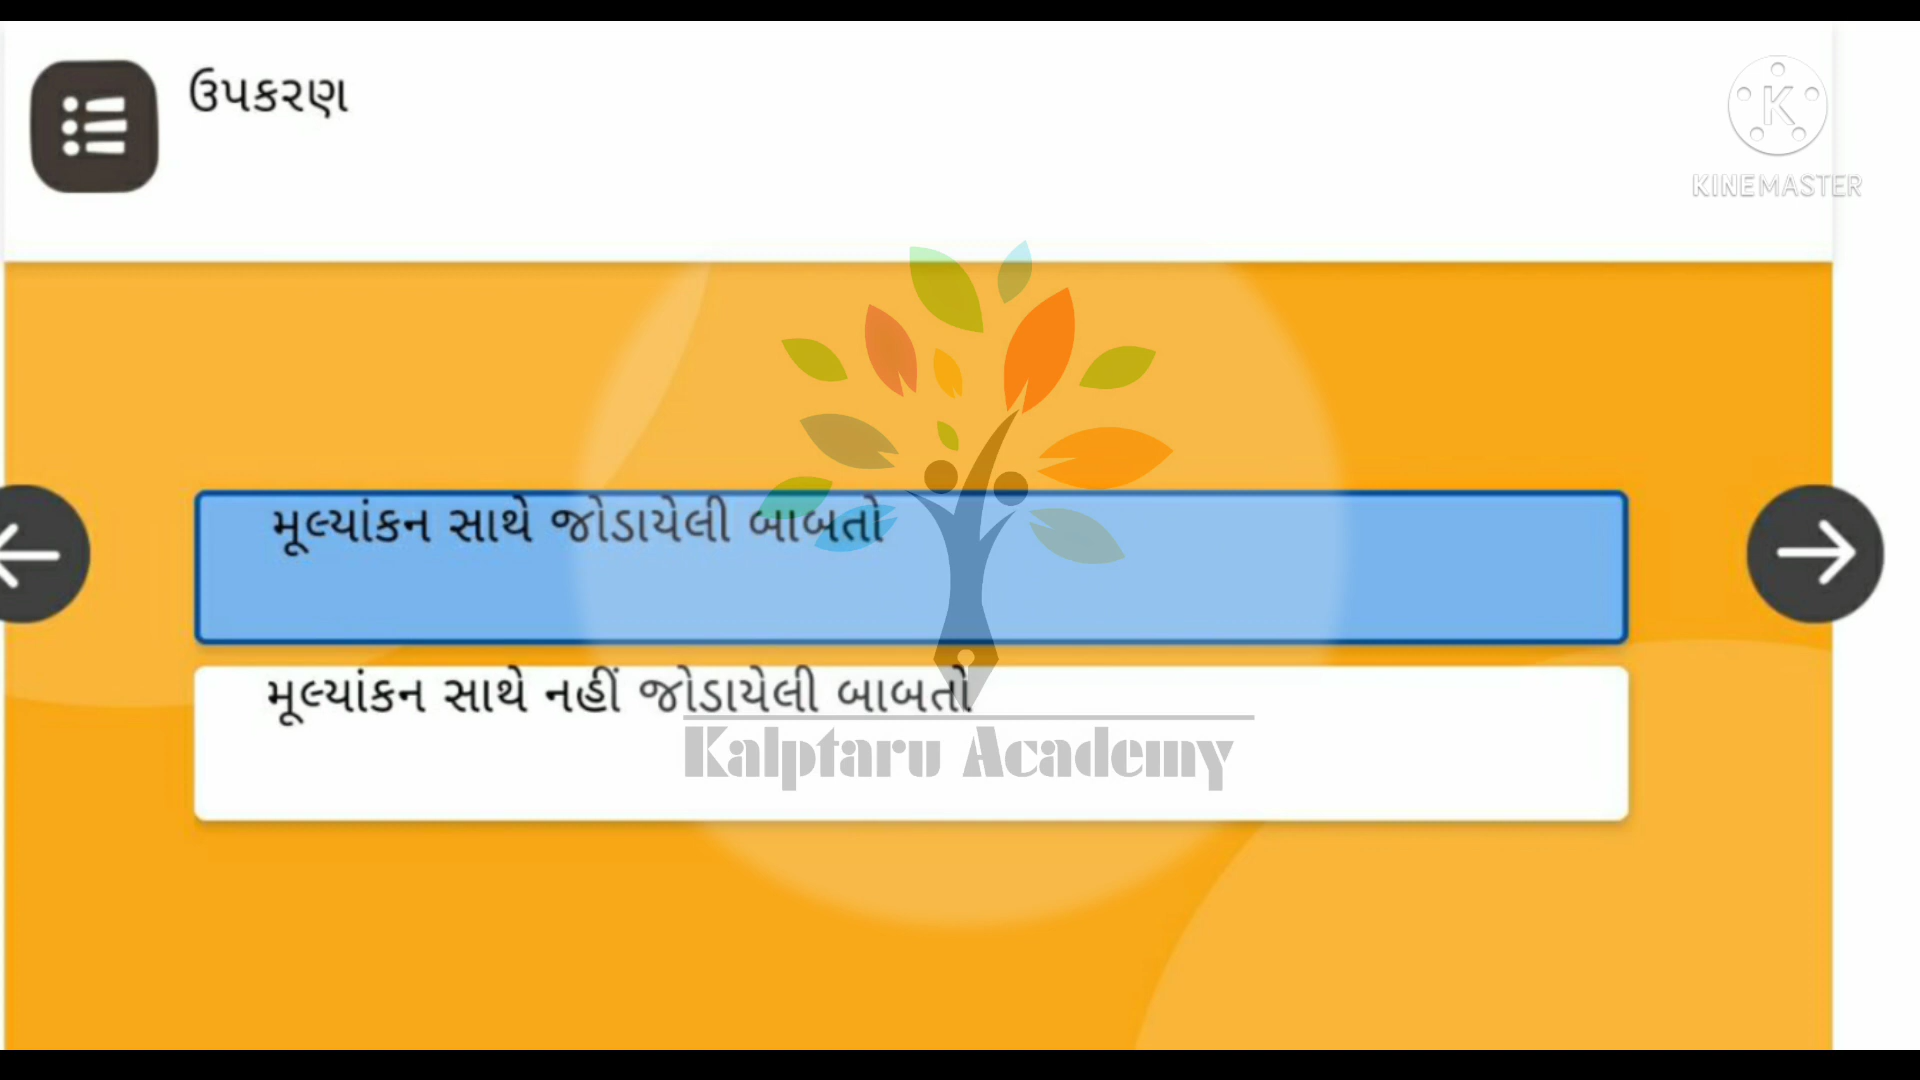 ઉપકરણ
K
KINEMASTER
મૂલ્યાંકન સાથે જોડાયેલી બાબતો
મૂલ્યાંકન સાથે નહીં જોડાયેલી બાબતો
Kalptaru Academy